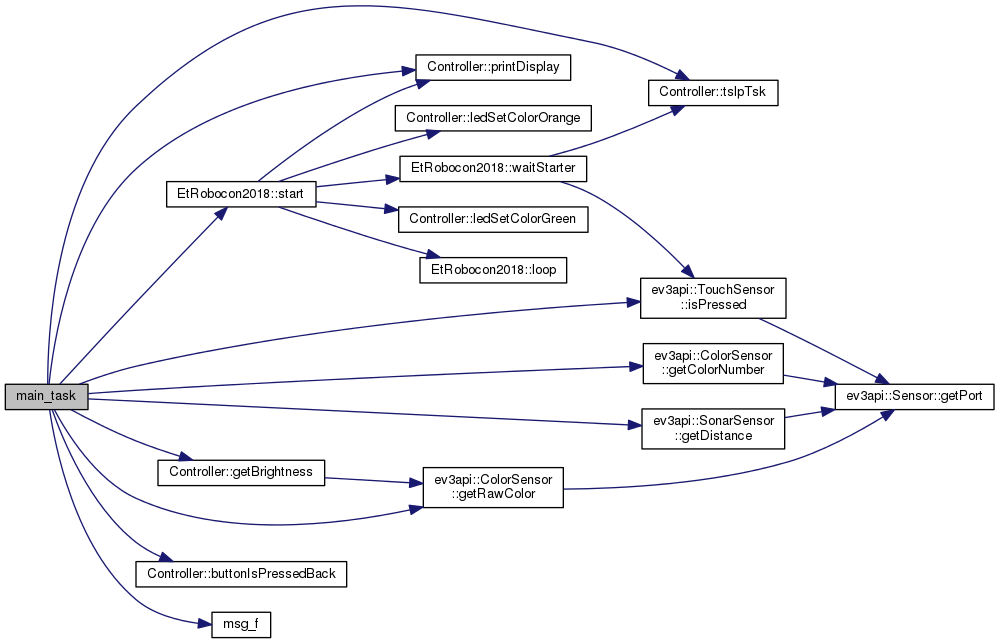 Controller::printDisplay
Controller::tslpTsk
Controller::ledSetColorOrange
EtRobocon2018::waitStarter
EtRobocon2018::start
Controller::ledSetColorGreen
EtRobocon2018::loop
ev3api::TouchSensor
::isPressed
ev3api::ColorSensor
::getColorNumber
main_task
ev3api::Sensor::getPort
ev3api::SonarSensor
::getDistance
Controller::getBrightness
ev3api::ColorSensor
::getRawColor
Controller::buttonIsPressedBack
msg_f